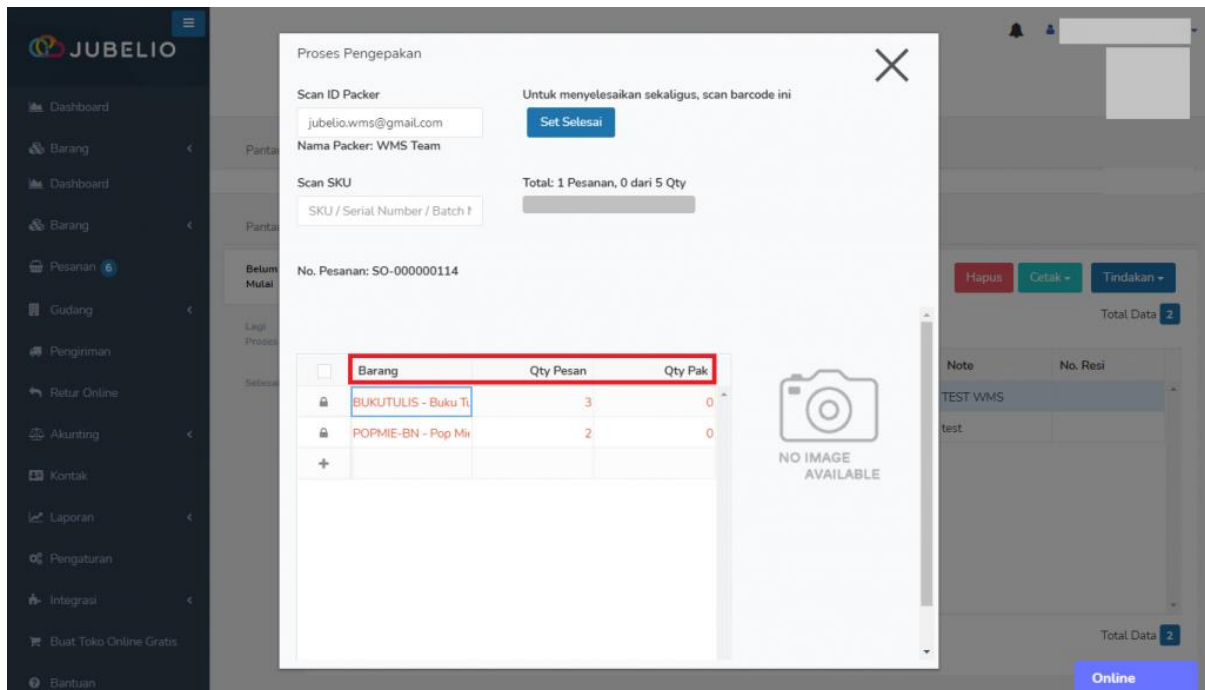 JUBELIO
Dashboard
Barang
Dashboard
Barang
Pesanan 6
Gudang
Pengiriman
Retur Online
Akunting
Kontak
Laporan
Pengaturan
Integrasi
Buat Toko Online Gratis
Bantuan
Belum
Mulai
Lagi
Proses
Proses Pengepakan
Scan ID Packer
Untuk menyelesaikan sekaligus, scan barcode ini
jubelio.wms@gmail.com
Set Selesai
Nama Packer: WMS Team
Scan SKU
Total: 1 Pesanan, 0 dari 5 Qty
SKU / Serial Number / Batch
No. Pesanan: SO-000000114
Barang Qty Pesan Qty Pak
BUKUTULIS - Buku 3 0
POPMIE-BN - Pop 2 0
NO IMAGE
AVAILABLE
Hapus Cetak Tindakan
Total Data 2
Note No. Resi
TEST WMS
test
Total Data 2
Online